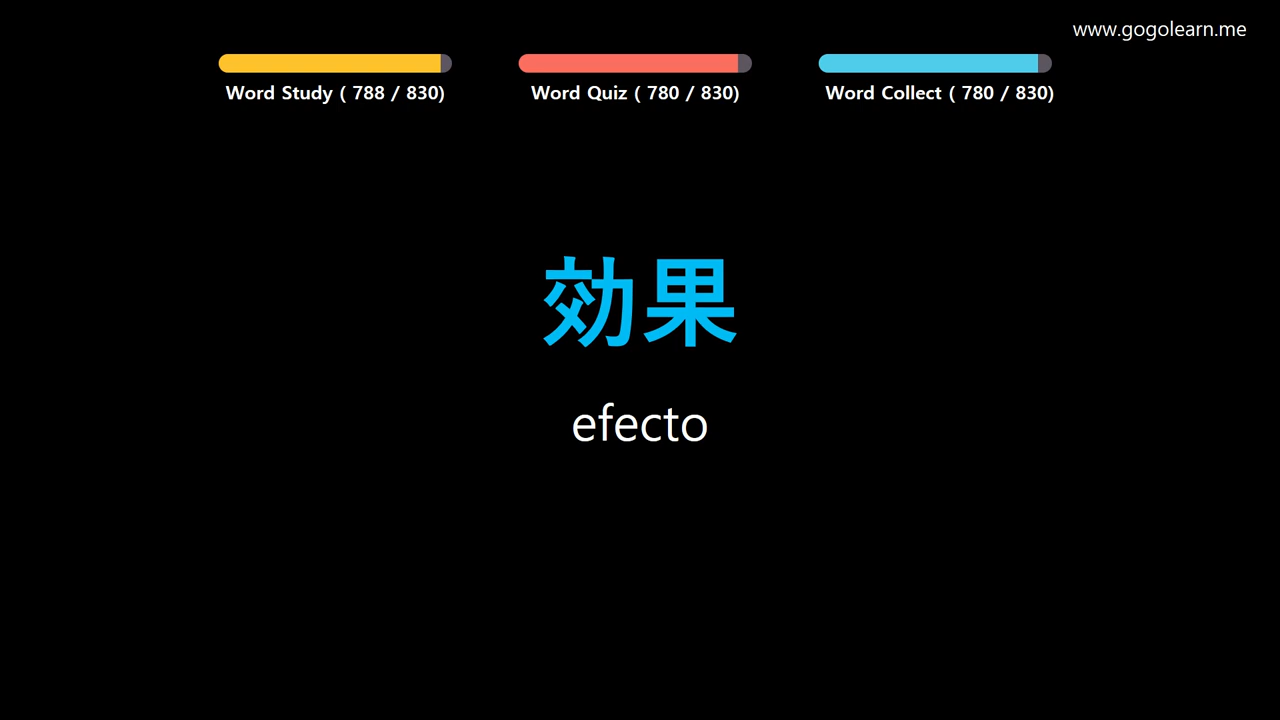 www.gogolearn.me
Word Study ( 788 / 830)
Word Quiz ( 780 / 830)
Word Collect ( 780 / 830)
効果
efecto